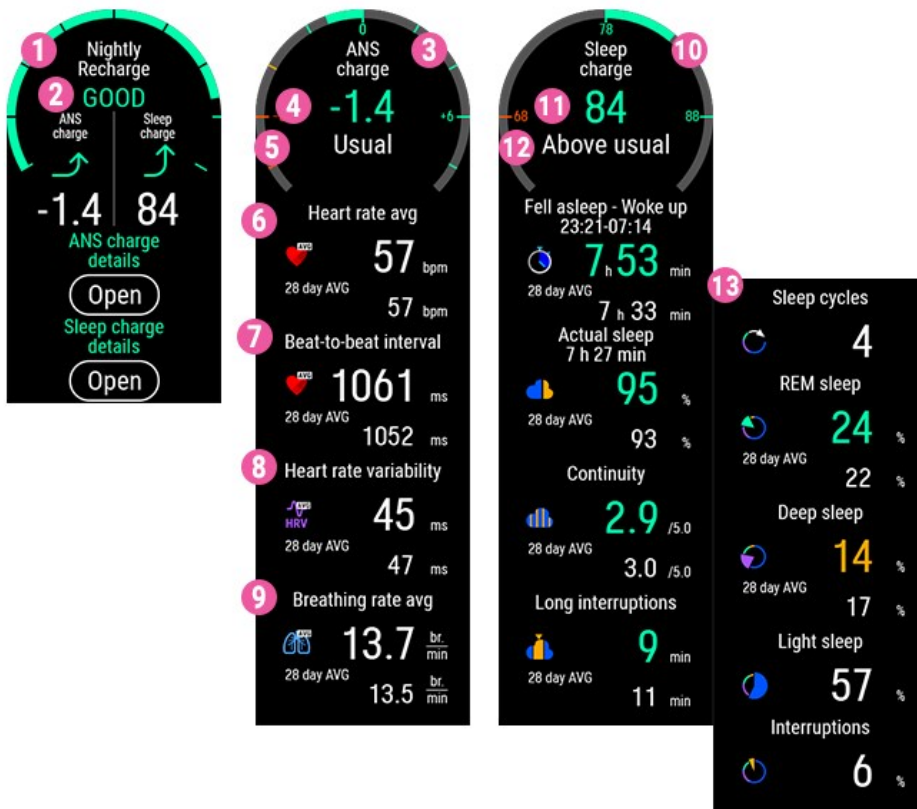 1
Nightly
Recharge
2
GOOD
ANS
charge
Sleep
charge
-1.4
84
ANS charge
details
Open
Sleep charge
details
Open
0
3
ANS
charge
4
-1.4
+6
5
Usual
6
Heart rate avg
AVG
57 bpm
28 day AVG
57 bpm
7
Beat-to-beat interval
AVG
1061 ms
28 day AVG
1052 ms
8
Heart rate variability
AVG
HRV
45 ms
28 day AVG
47 ms
9
Breathing rate avg
AVG
13.7 br.
min
28 day AVG
13.5 br.
min
78
10
Sleep
charge
11
84
68
88
12
Above usual
Fell asleep - Woke up
23:21-07:14
7 h 53 min
28 day AVG
7 h 33 min
Actual sleep
7 h 27 min
95 %
28 day AVG
93 %
Continuity
2.9 /5.0
28 day AVG
3.0 /5.0
Long interruptions
9 min
28 day AVG
11 min
13
Sleep cycles
4
REM sleep
24 %
28 day AVG
22 %
Deep sleep
14 %
28 day AVG
17 %
Light sleep
57 %
Interruptions
6 %